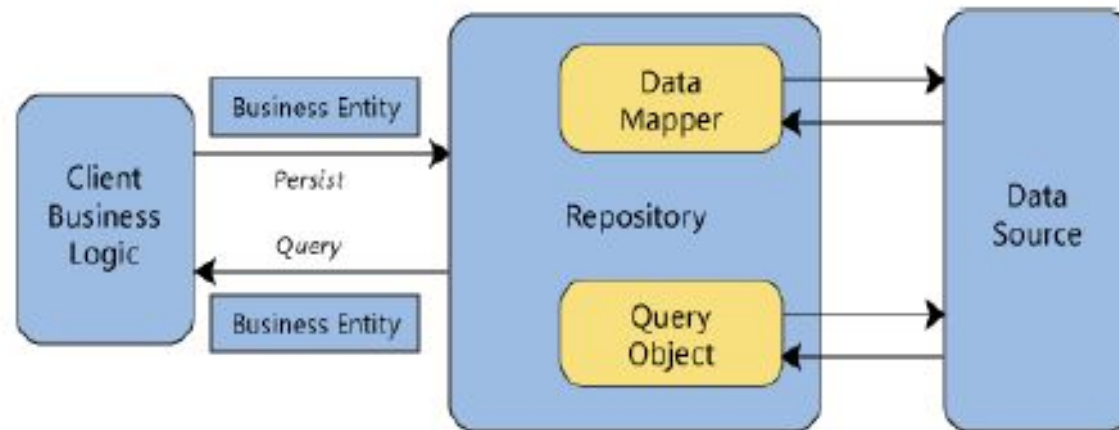 Client
Business
Logic
Business Entity
Persist
Query
Business Entity
Data
Mapper
Repository
Query
Object
Data
Source